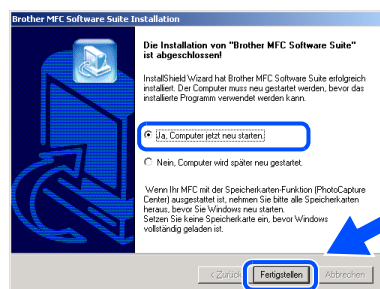 Brother MFC Software Suite Installation
Die Installation von "Brother MFC Software Suite"
ist abgeschlossen!
InstallShield Wizard hat Brother MFC Software Suite erfolgreich
installiert. Der Computer muss neu gestartet werden, bevor das
installierte Programm verwendet werden kann.
Ja, Computer jetzt neu starten.
Nein, Computer wird später neu gestartet.
Wenn Ihr MFC mit der Speicherkarten-Funktion (PhotoCapture
Center) ausgestattet ist, nehmen Sie bitte alle Speicherkarten
heraus, bevor Sie Windows neu starten.
Setzen Sie keine Speicherkarte ein, bevor Windows
vollständig geladen ist.
< Zurück Fertigstellen Abbrechen